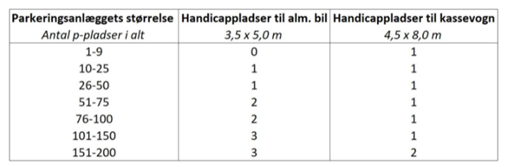 Parkeringsanlæggets størrelse Handicappladser til alm. bil Handicappladser til kassevogn
Antal p-pladser i alt 3,5 x 5,0 m 4,5 x 8,0 m
1-9 0 1
10-25 1 1
26-50 1 1
51-75 2 1
76-100 2 1
101-150 3 1
151-200 3 2